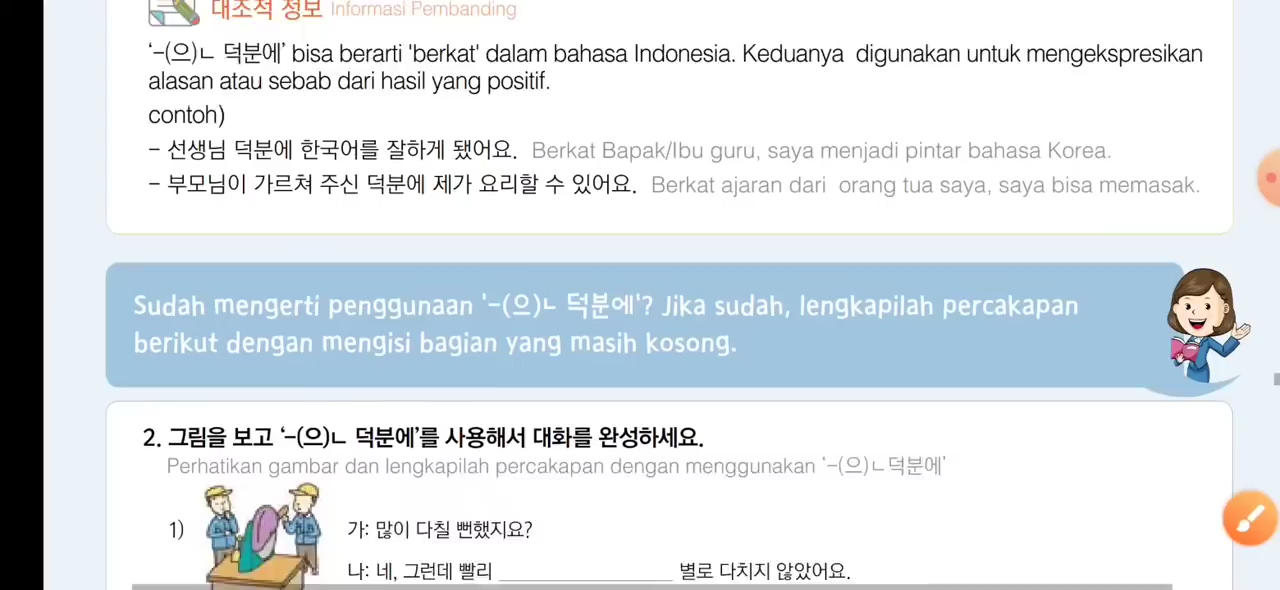 대조적 정보 Informasi Pembanding
‘-(으)ㄴ 덕분에’ bisa berarti 'berkat' dalam bahasa Indonesia. Keduanya digunakan untuk mengekspresikan
alasan atau sebab dari hasil yang positif.
contoh)
- 선생님 덕분에 한국어를 잘하게 됐어요. Berkat Bapak/Ibu guru, saya menjadi pintar bahasa Korea.
- 부모님이 가르쳐 주신 덕분에 제가 요리할 수 있어요. Berkat ajaran dari orang tua saya, saya bisa memasak.
Sudah mengerti penggunaan '-(으)ㄴ 덕분에'? Jika sudah, lengkapilah percakapan
berikut dengan mengisi bagian yang masih kosong.
2. 그림을 보고 ‘-(으)ㄴ 덕분에’를 사용해서 대화를 완성하세요.
Perhatikan gambar dan lengkapilah percakapan dengan menggunakan ‘-(으)ㄴ덕분에’
1) 가: 많이 다칠 뻔했지요?
나: 네, 그런데 빨리 ____________ 별로 다치지 않았어요.